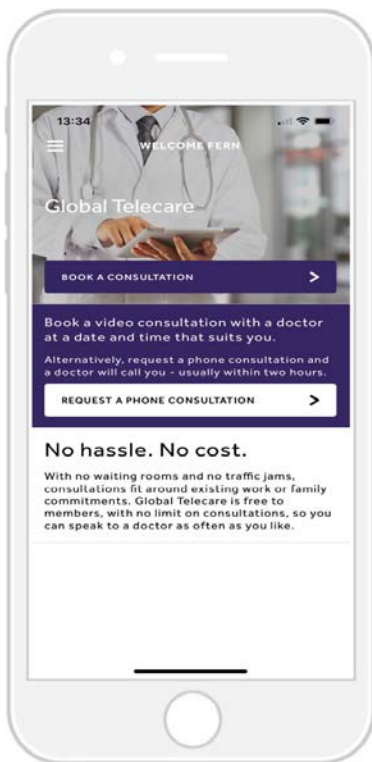 13:34
WELCOME FERN
Global Telecare
BOOK A CONSULTATION >
Book a video consultation with a doctor
at a date and time that suits you.
Alternatively, request a phone consultation and
a doctor will call you - usually within two hours.
REQUEST A PHONE CONSULTATION >
No hassle. No cost.
With no waiting rooms and no traffic jams,
consultations fit around existing work or family
commitments. Global Telecare is free to
members, with no limit on consultations, so you
can speak to a doctor as often as you like.